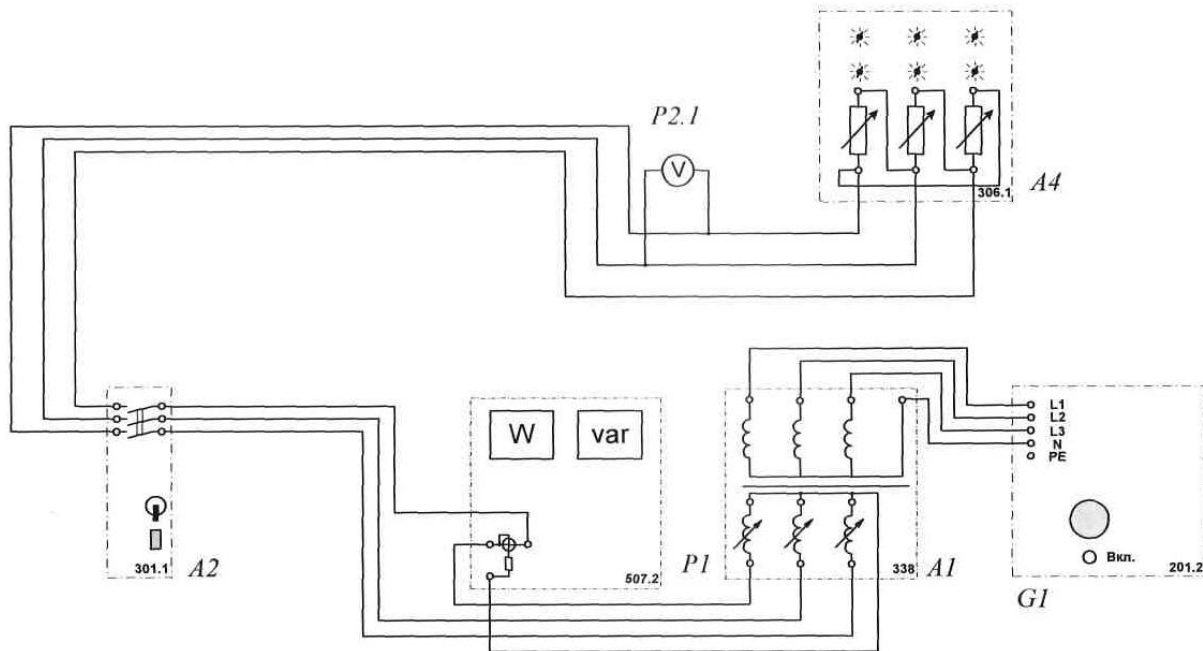 P2.1
V
306.1
A4
L1
L2
L3
N
PE
W
var
301.1
A2
507.2
P1
338
A1
Вкл.
201.2
G1